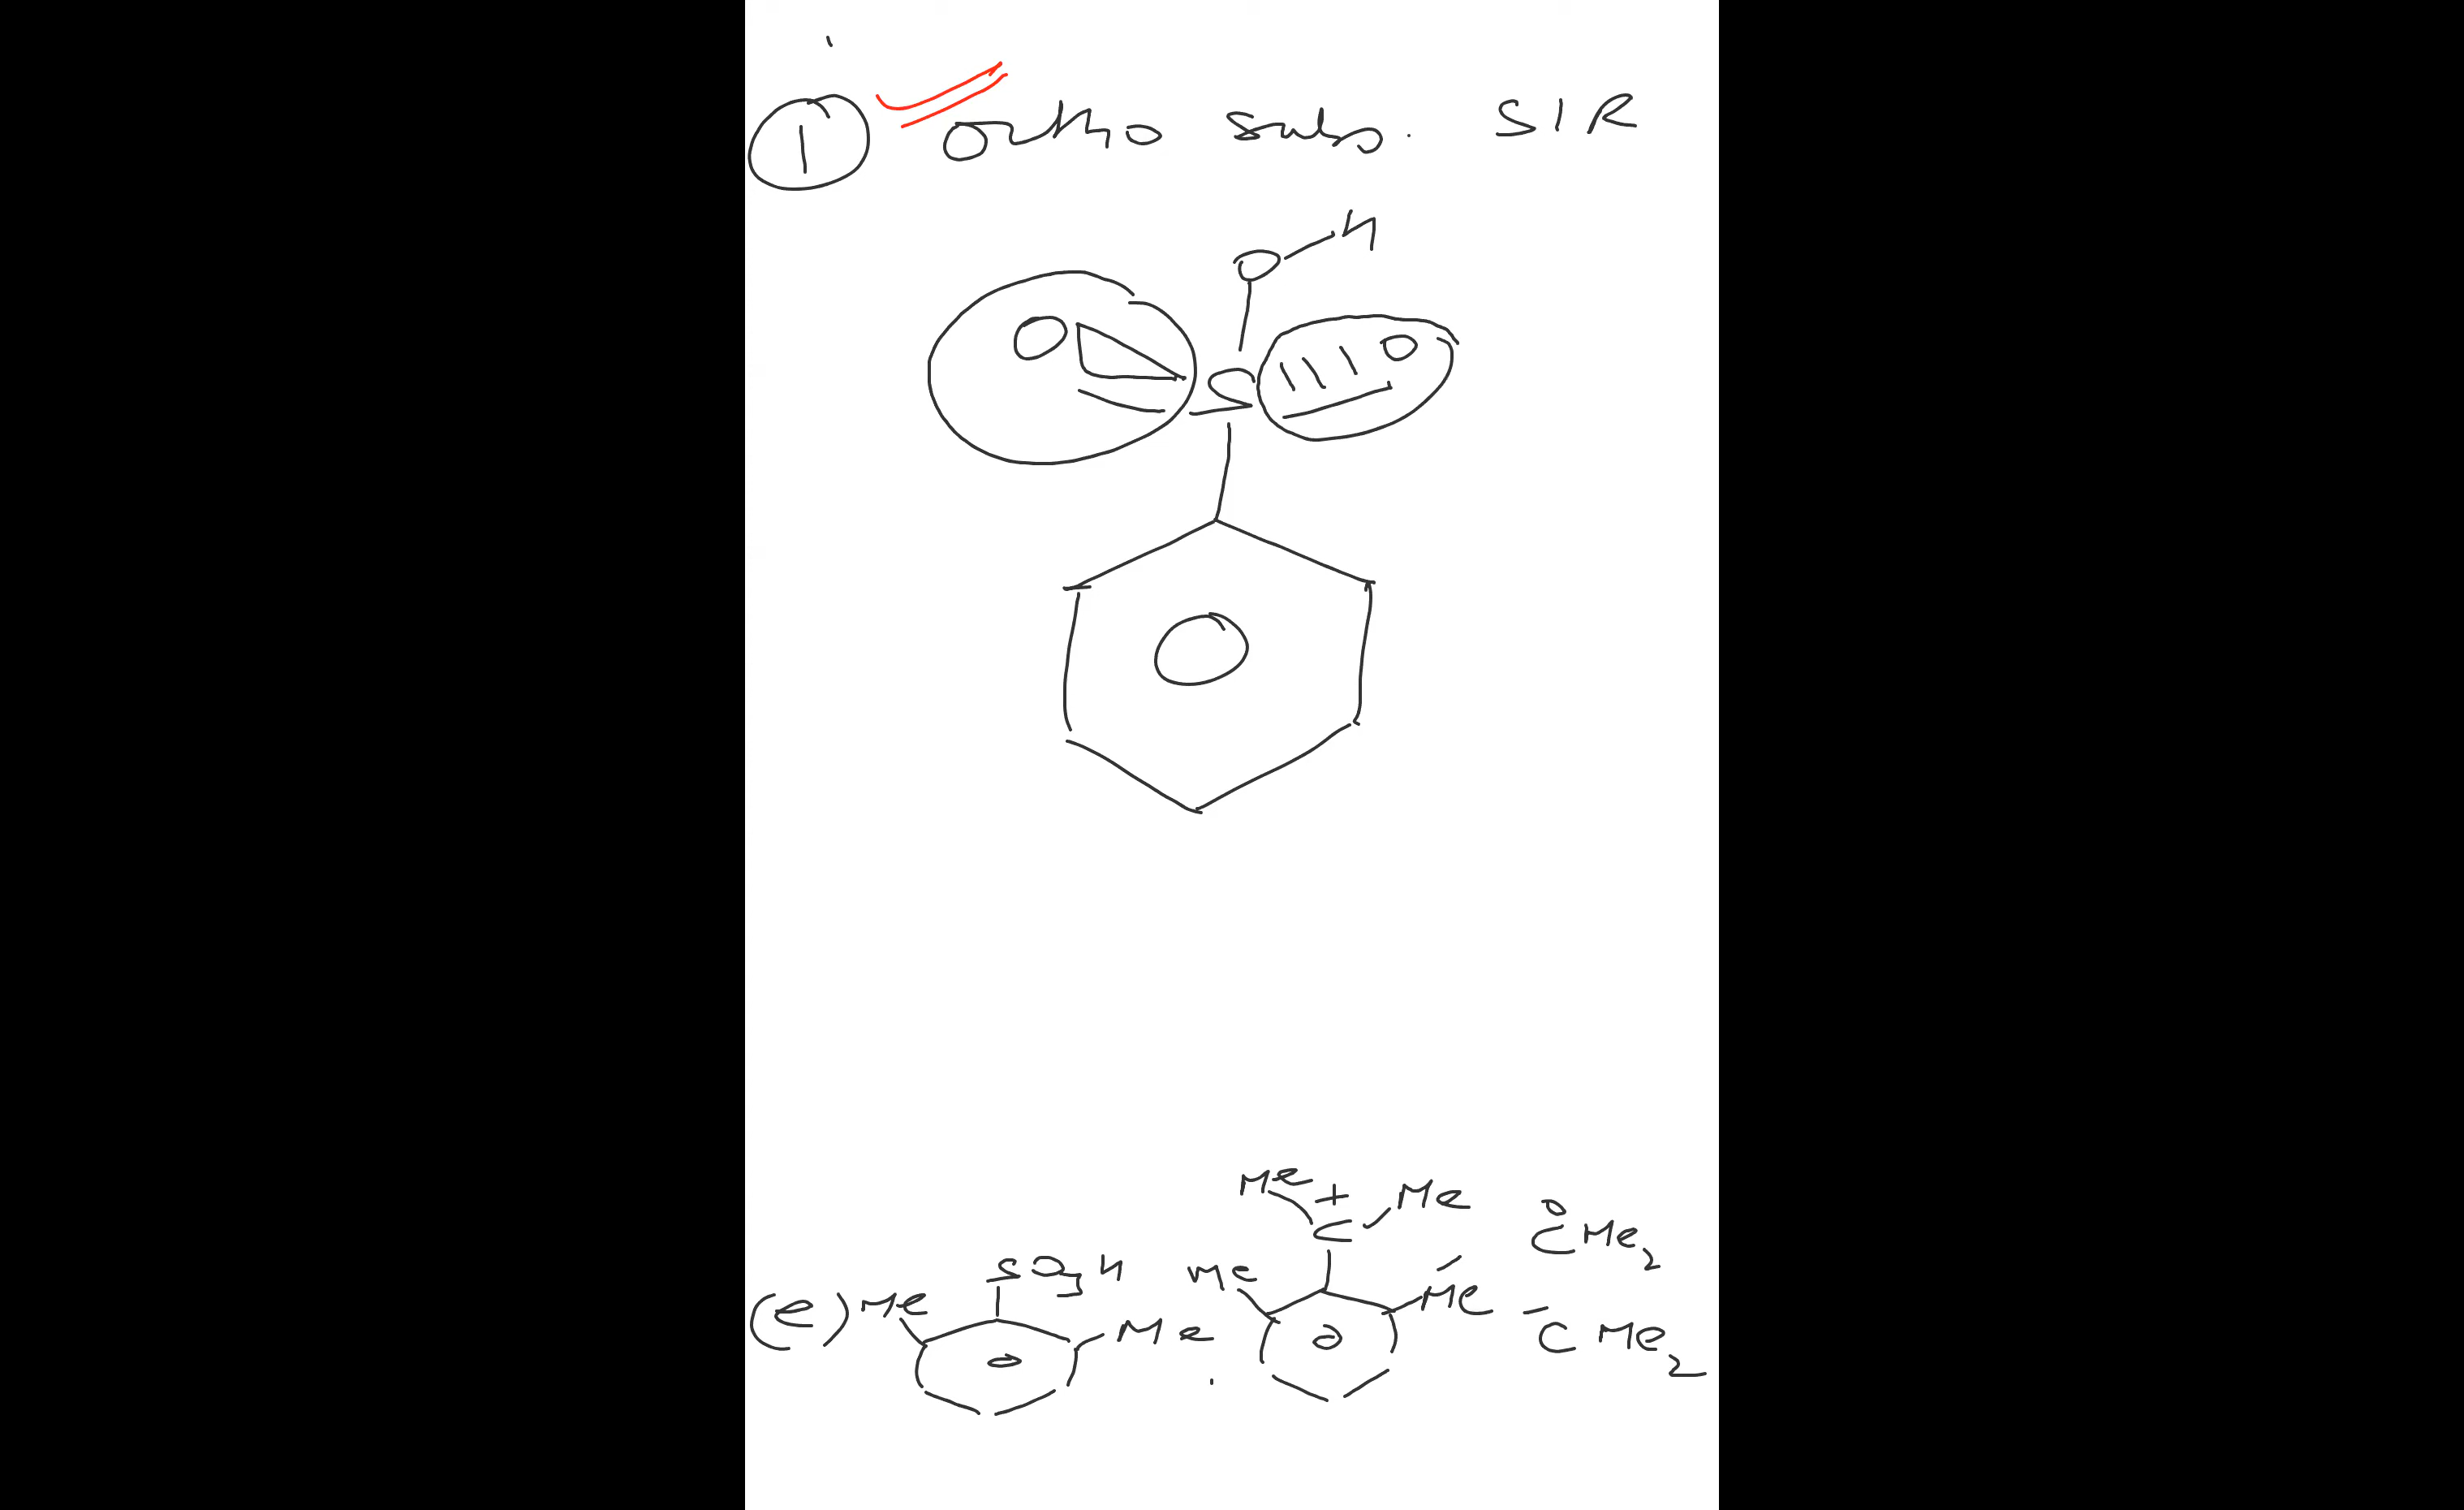 1 Ortho subs. SIR
O-H
O S O
Me + Me
C
CMe2
SO3H
Me
(e) Me Me Me
CMe2